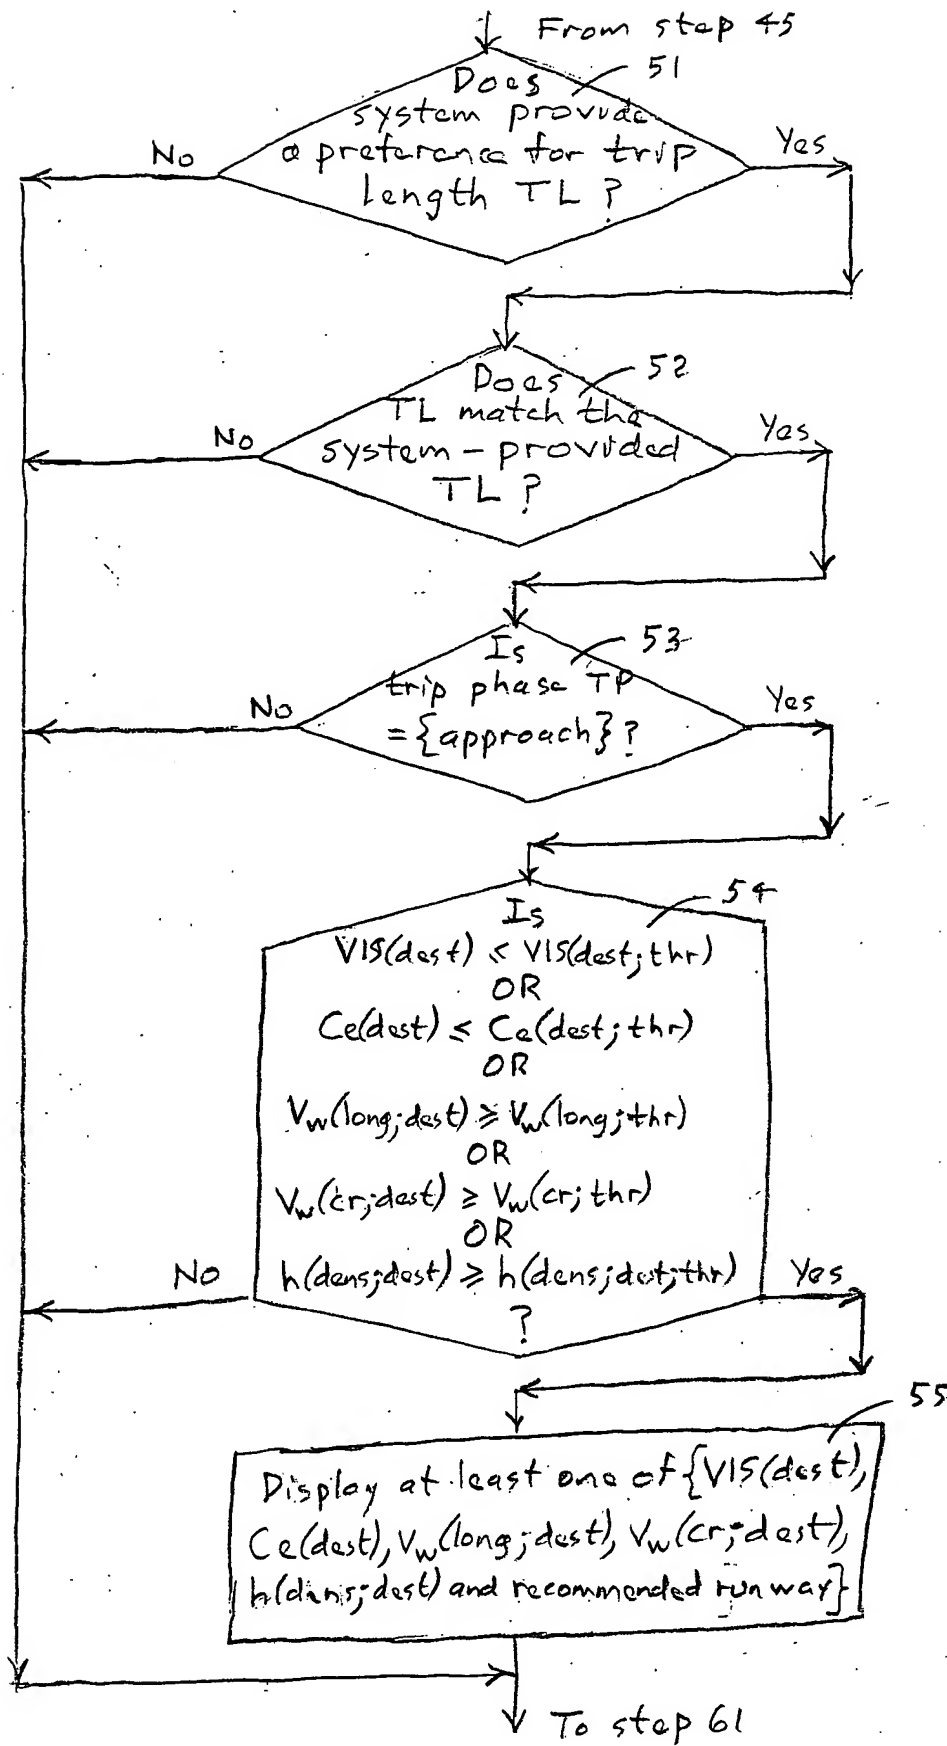 From step 45
51
Does
system provide
a preference for trip
length TL ?
No
Yes
52
Does
TL match the
system - provided
TL ?
No
Yes
53
Is
trip phase TP
= {approach} ?
No
Yes
54
Is
VIS(dest) ≤ VIS(dest; thr)
OR
Ce(dest) ≤ Ce(dest; thr)
OR
Vw(long; dest) ≥ Vw(long; thr)
OR
Vw(cr; dest) ≥ Vw(cr; thr)
OR
h(dens; dest) ≥ h(dens; dest; thr)
?
No
Yes
55
Display at least one of {VIS(dest),
Ce(dest), Vw(long; dest), Vw(cr; dest),
h(dens; dest) and recommended runway}
To step 61